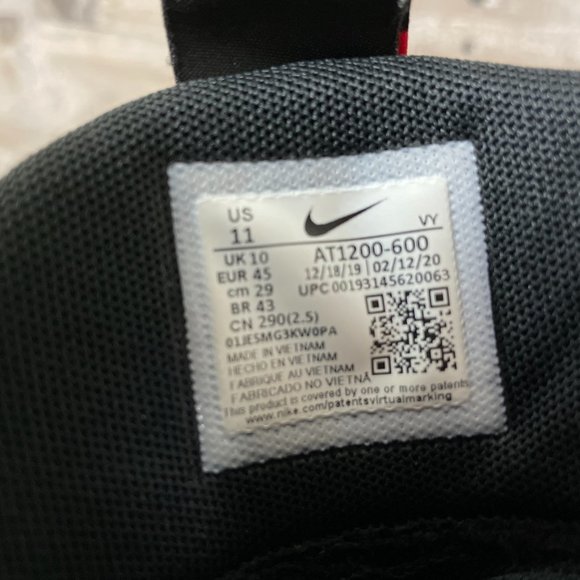 US
11
VY
UK 10
EUR 45
cm 29
BR 43
CN 290(2.5)
AT1200-600
12/18/19 | 02/12/20
UPC 00193145620063
01JE5MG3KW0PA
MADE IN VIETNAM
HECHO EN VIETNAM
FABRIQUE AU VIETNAM
FABRICADO NO VIETNÃ
This product is covered by one or more patents
www.nike.com/patentsvirtualmarking